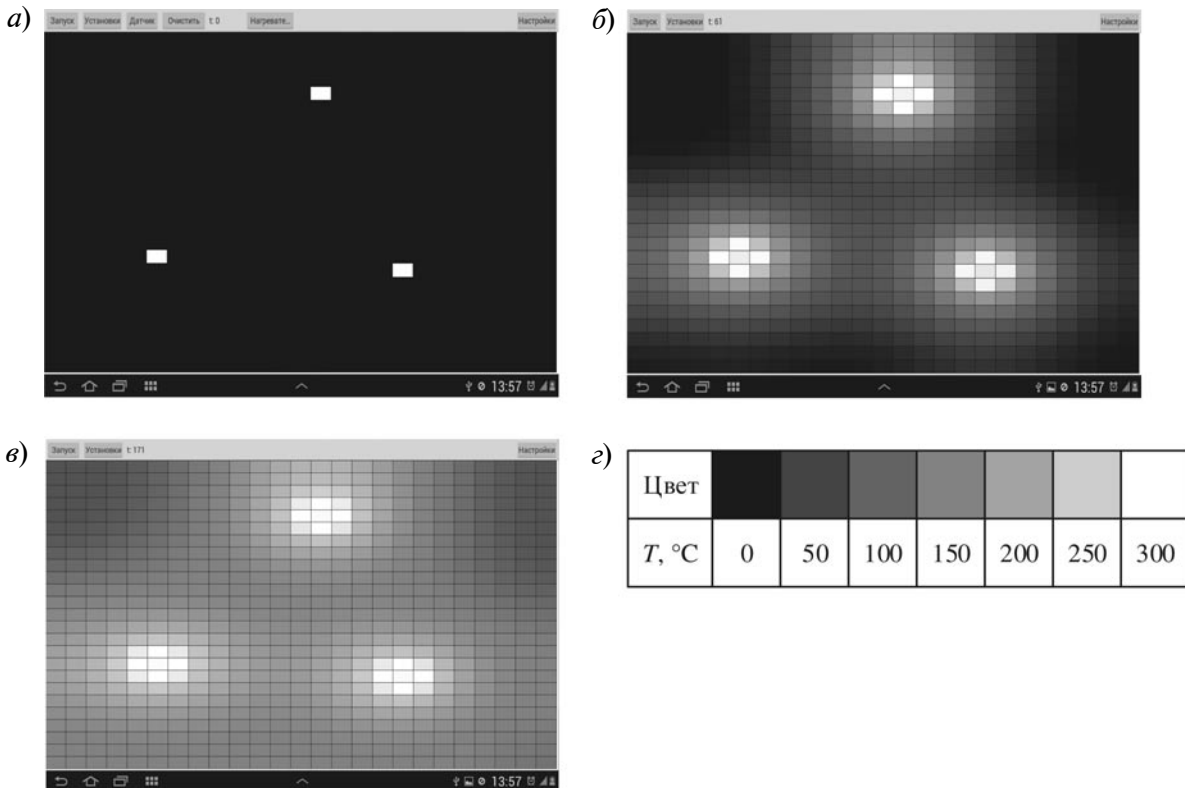 а)
Запуск Установки Датчик Очистить t: 0 Нагревате... Настройки
13:57
б)
Запуск Установки t: 61 Настройки
13:57
в)
Запуск Установки t: 171 Настройки
13:57
г)
Цвет
T, °C 0 50 100 150 200 250 300